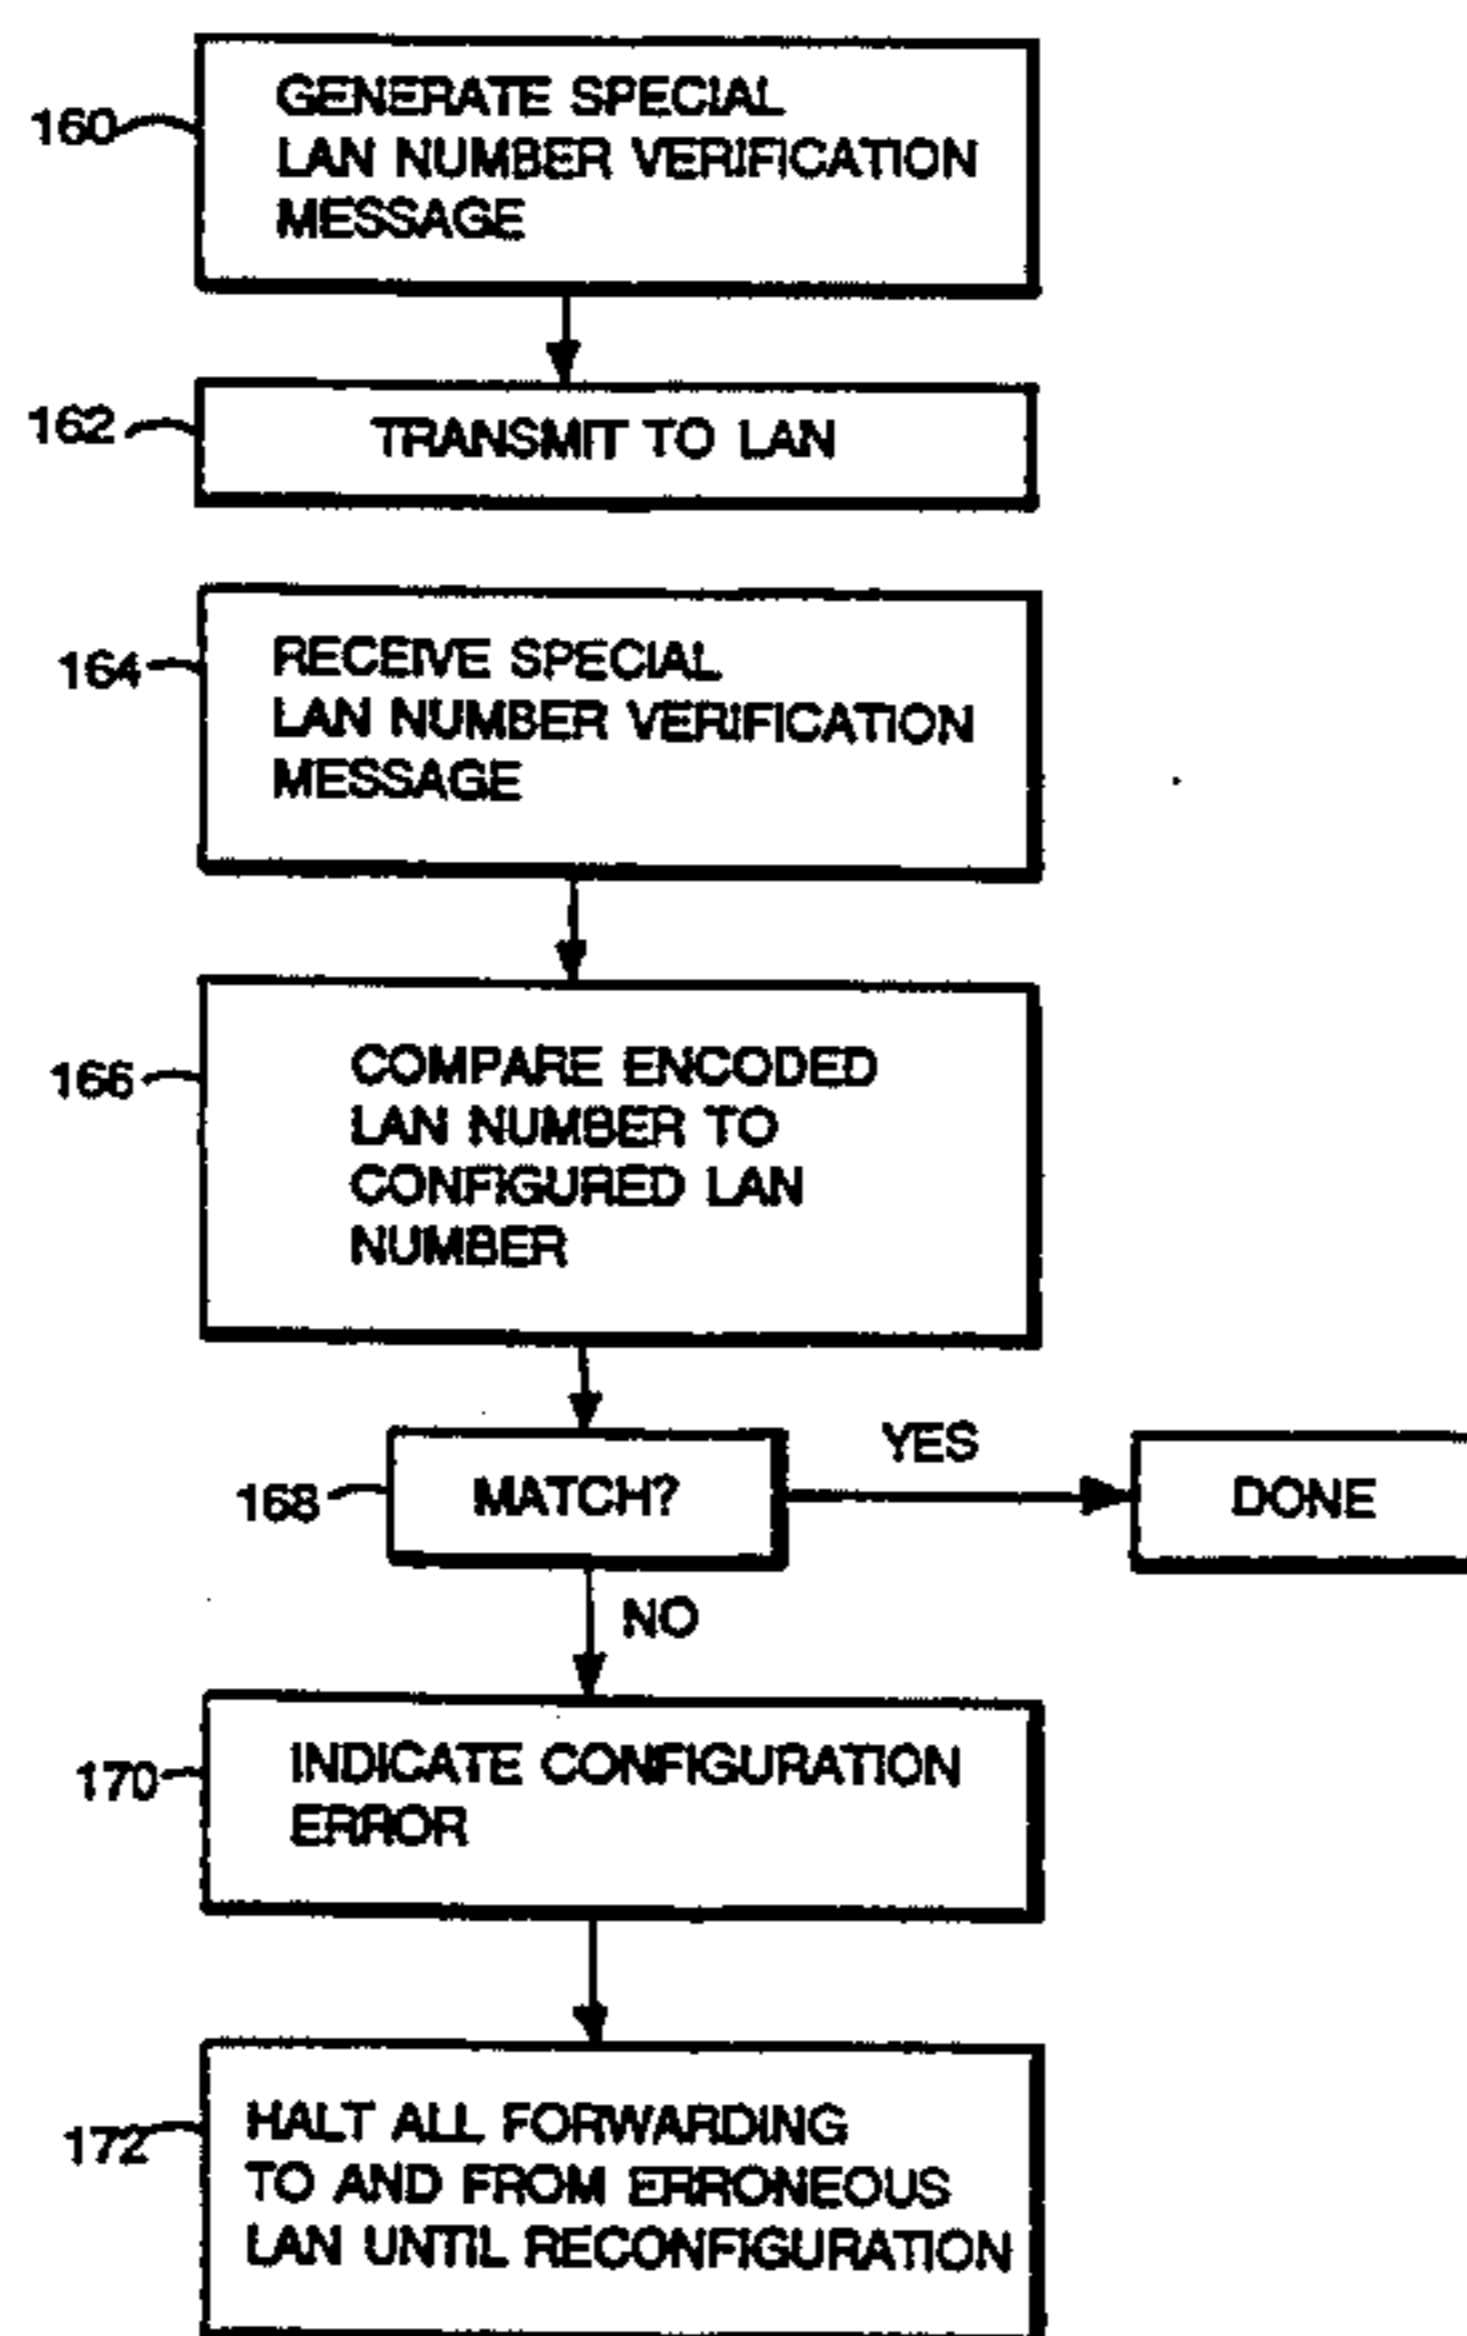 160
GENERATE SPECIAL
LAN NUMBER VERIFICATION
MESSAGE
162
TRANSMIT TO LAN
164
RECEIVE SPECIAL
LAN NUMBER VERIFICATION
MESSAGE
166
COMPARE ENCODED
LAN NUMBER TO
CONFIGURED LAN
NUMBER
168
MATCH?
YES
DONE
NO
170
INDICATE CONFIGURATION
ERROR
172
HALT ALL FORWARDING
TO AND FROM ERRONEOUS
LAN UNTIL RECONFIGURATION